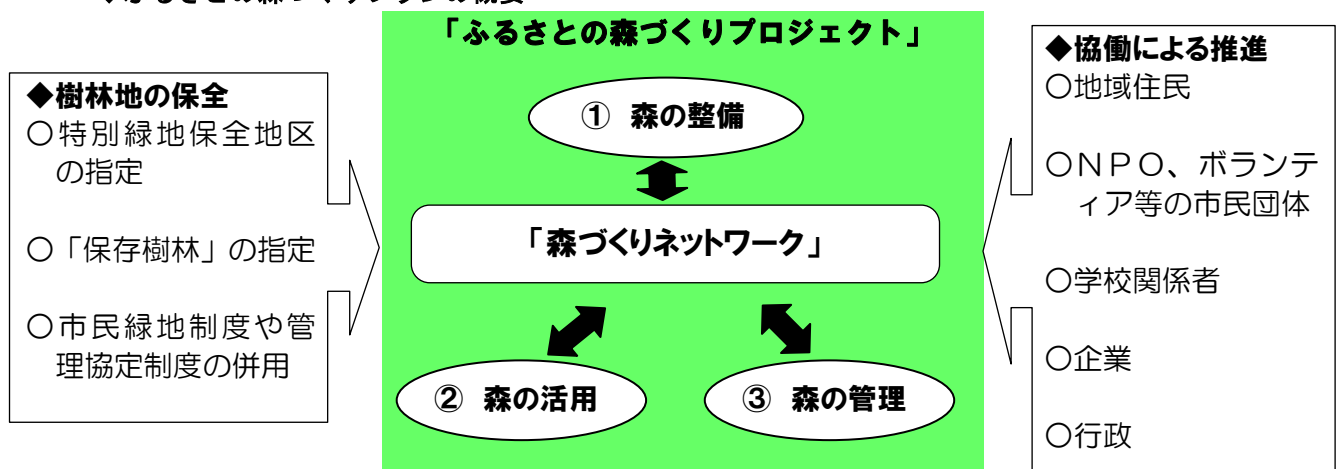 「ふるさとの森づくりプロジェクト」
◆樹林地の保全
○特別緑地保全地区
の指定
○「保存樹林」の指定
○市民緑地制度や管
理協定制度の併用
① 森の整備
「森づくりネットワーク」
② 森の活用
③ 森の管理
◆協働による推進
○地域住民
○ＮＰＯ、ボランテ
ィア等の市民団体
○学校関係者
○企業
○行政